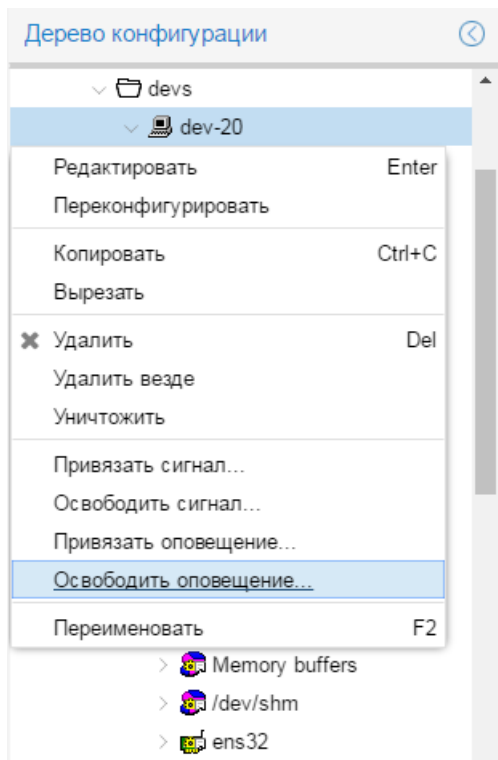 Дерево конфигурации
devs
dev-20
Редактировать Enter
Переконфигурировать
Копировать Ctrl+C
Вырезать
Удалить Del
Удалить везде
Уничтожить
Привязать сигнал...
Освободить сигнал...
Привязать оповещение...
Освободить оповещение...
Переименовать F2
Memory buffers
/dev/shm
ens32